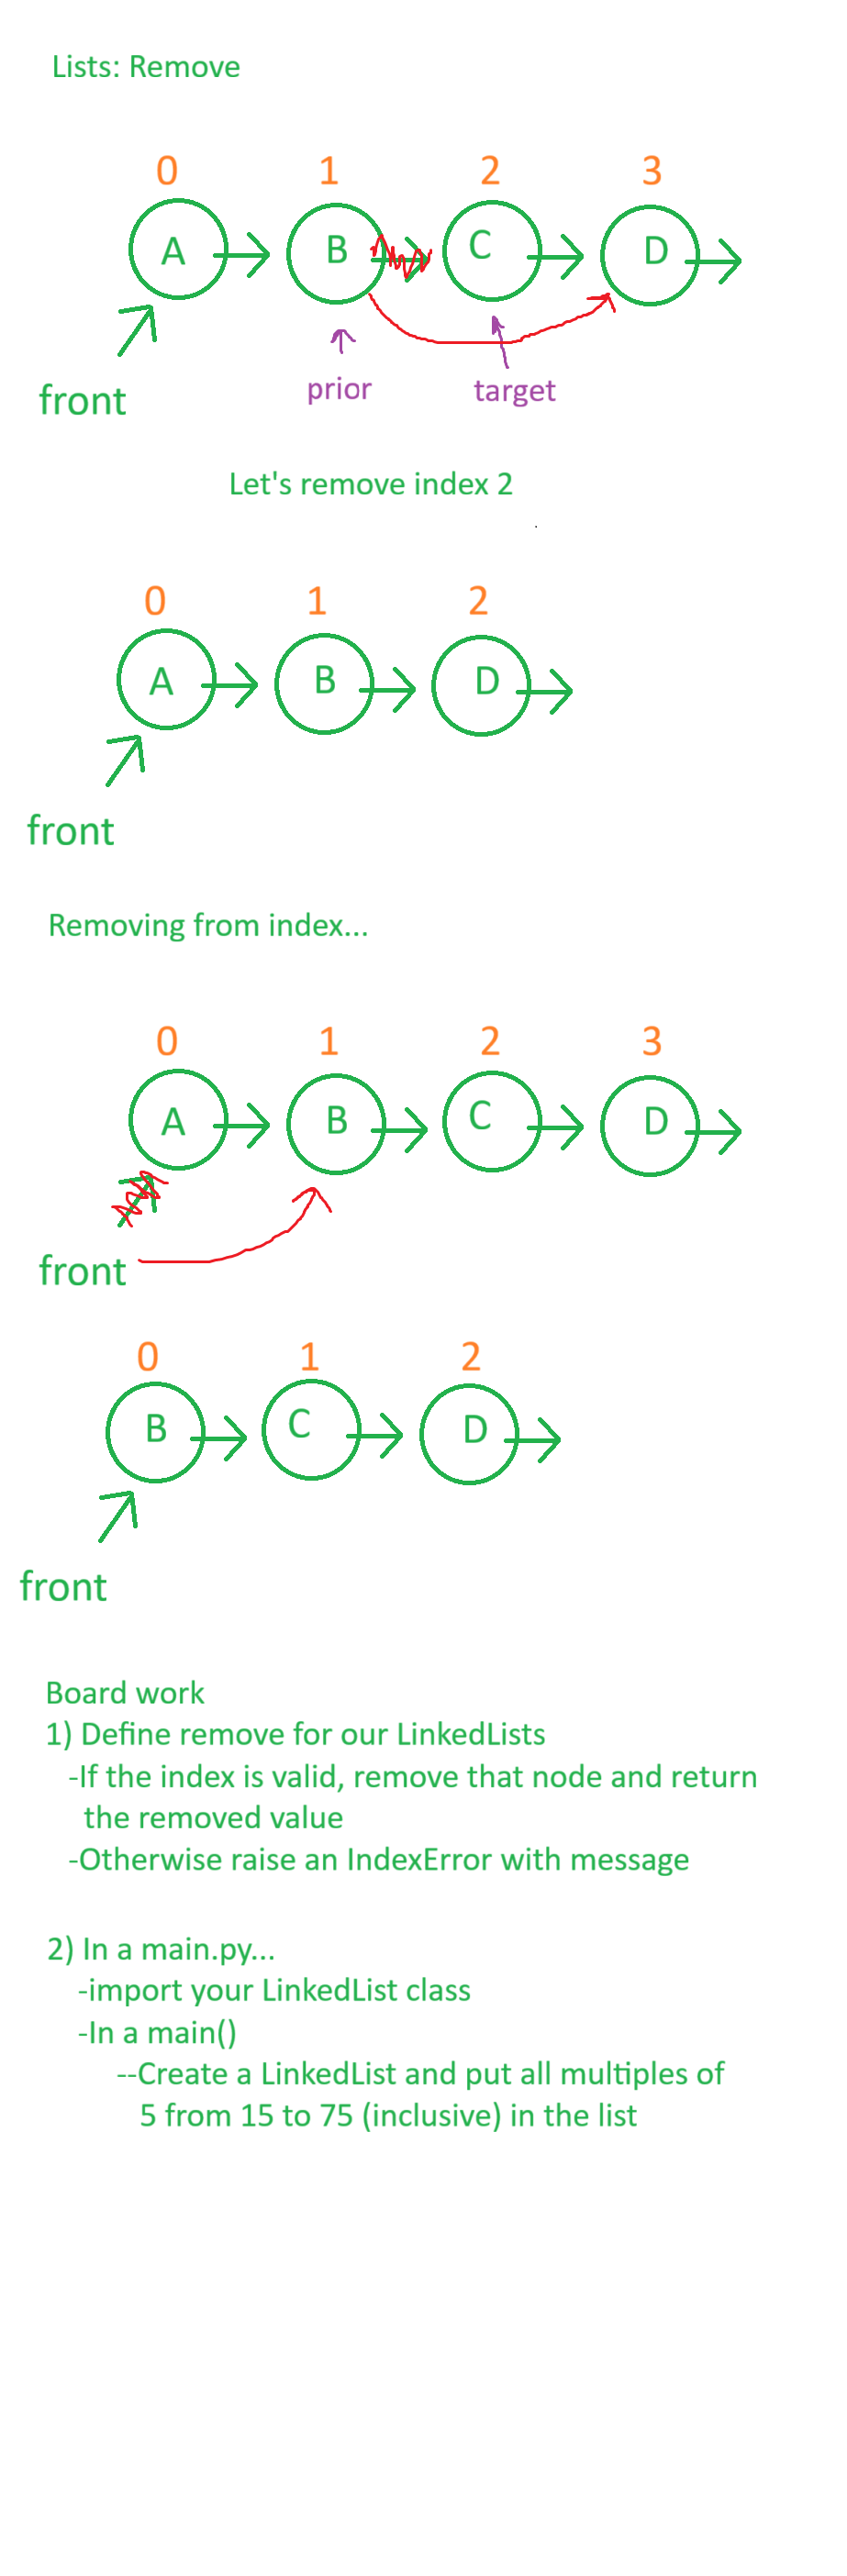 Lists: Remove
0 1 2 3
A B C D
prior target
front
Let's remove index 2
0 1 2
A B D
front
Removing from index...
0 1 2 3
A B C D
front
0 1 2
B C D
front
Board work
1) Define remove for our LinkedLists
-If the index is valid, remove that node and return
the removed value
-Otherwise raise an IndexError with message
2) In a main.py...
-import your LinkedList class
-In a main()
--Create a LinkedList and put all multiples of
5 from 15 to 75 (inclusive) in the list